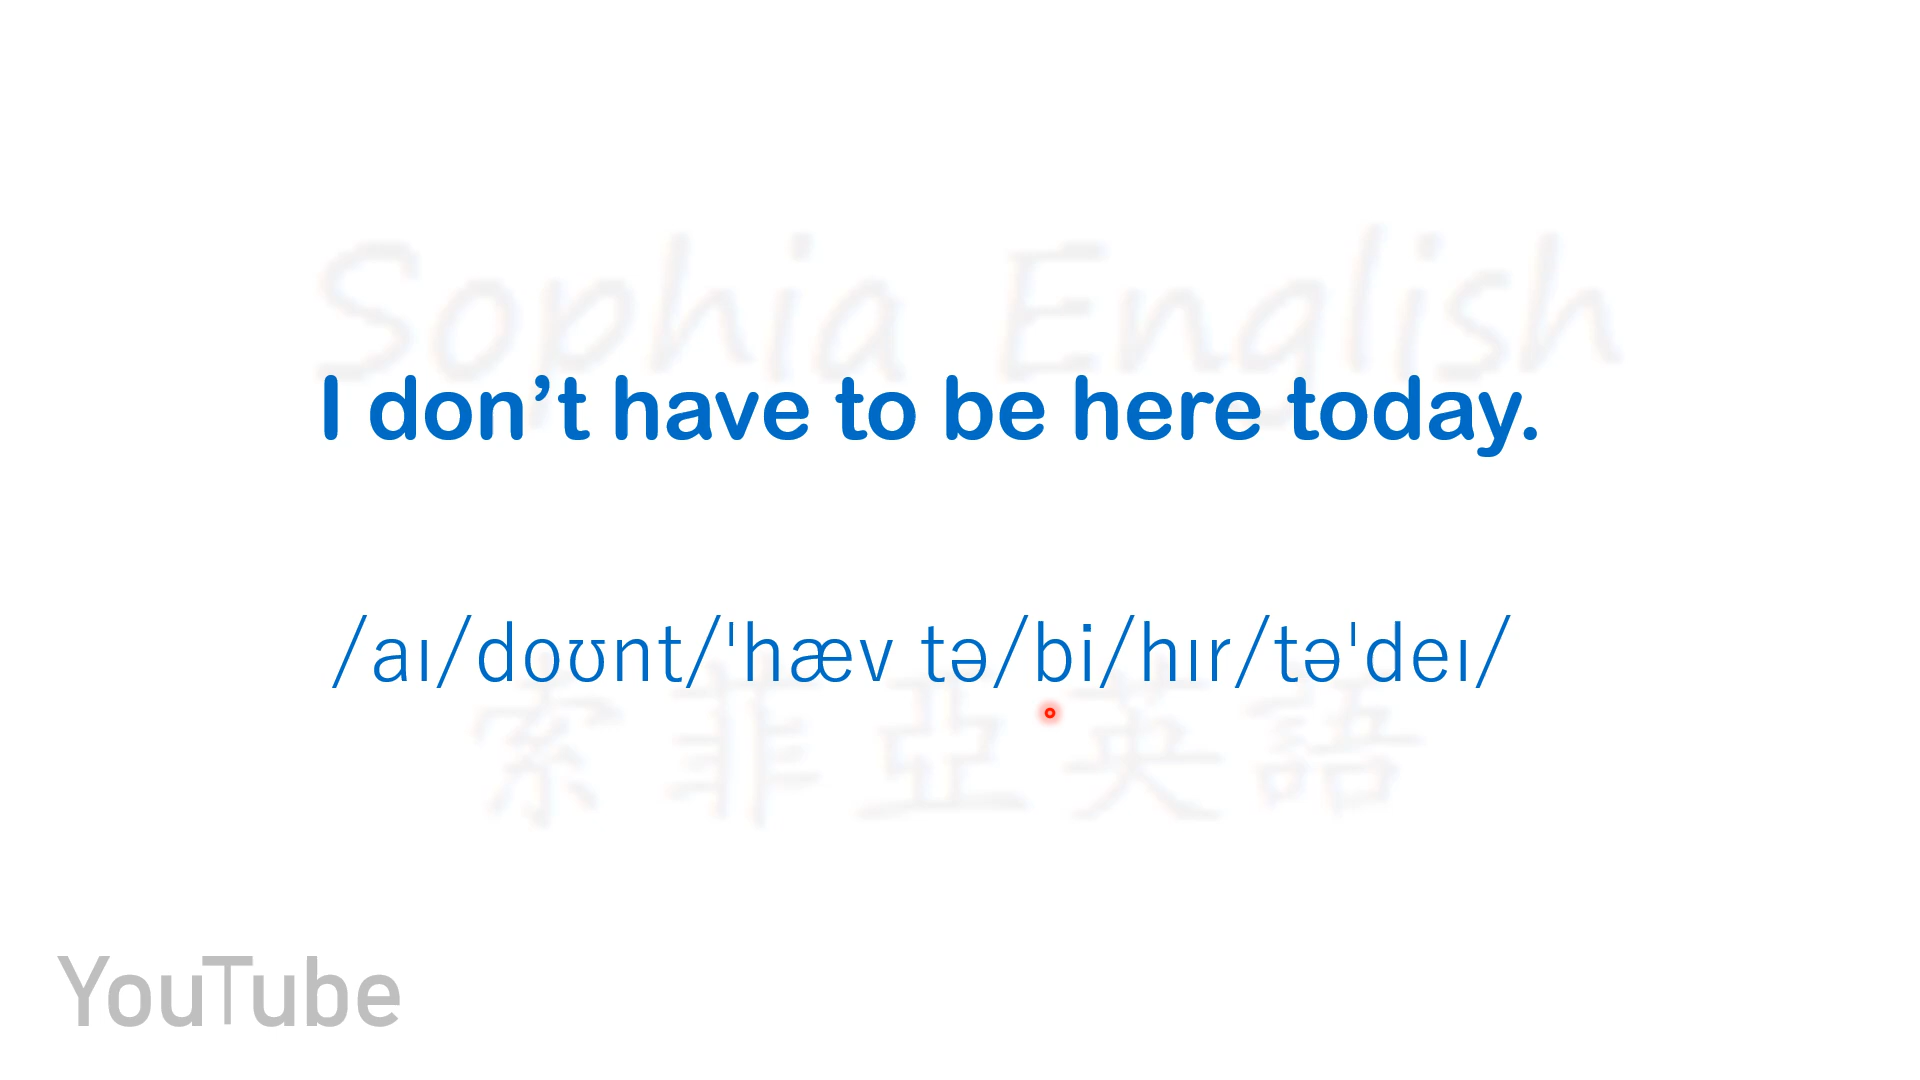 Sophia English
I don’t have to be here today.
/aɪ/doʊnt/ˈhæv tə/bi/hɪr/təˈdeɪ/
索菲亞英語
YouTube